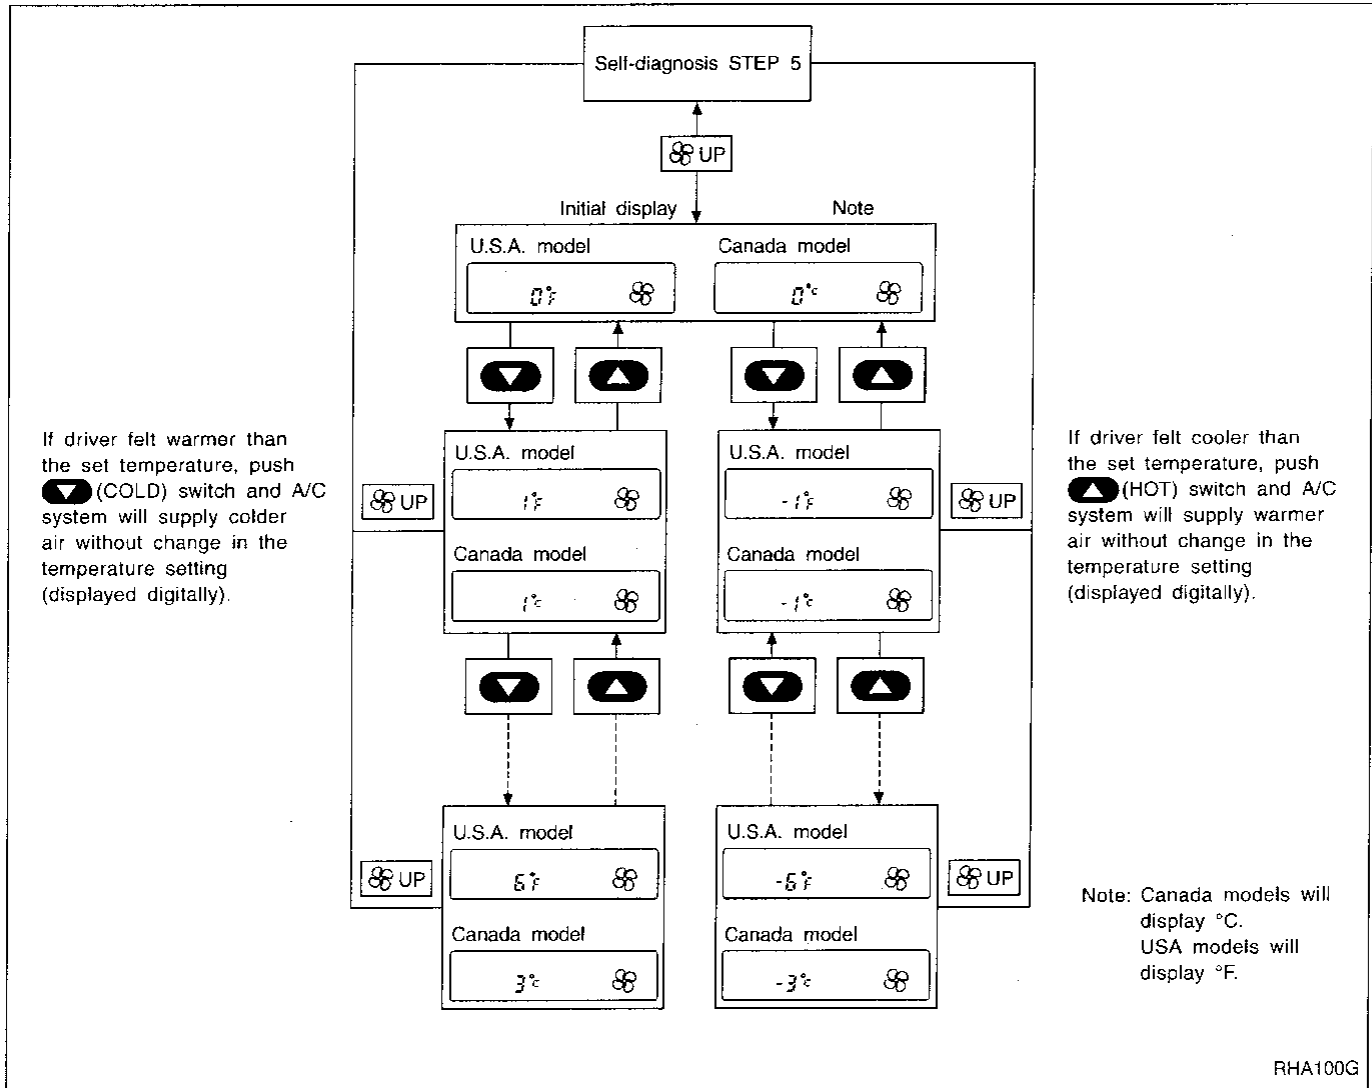 Self-diagnosis STEP 5
UP
Initial display Note
U.S.A. model Canada model
0°F 0°C
If driver felt warmer than
the set temperature, push
(COLD) switch and A/C
system will supply colder
air without change in the
temperature setting
(displayed digitally).
UP
U.S.A. model
1°F
Canada model
1°C
U.S.A. model
-1°F
Canada model
-1°C
UP
If driver felt cooler than
the set temperature, push
(HOT) switch and A/C
system will supply warmer
air without change in the
temperature setting
(displayed digitally).
UP
U.S.A. model
6°F
Canada model
3°C
U.S.A. model
-6°F
Canada model
-3°C
UP
Note: Canada models will
display °C.
USA models will
display °F.
RHA100G